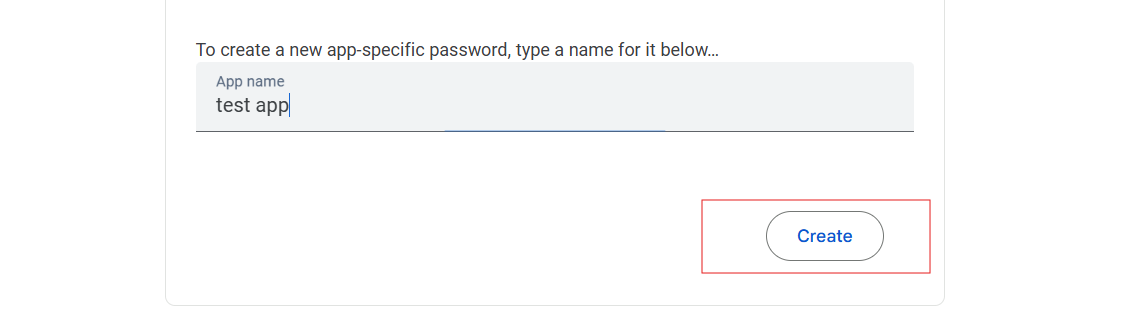 To create a new app-specific password, type a name for it below…
App name
test app
Create